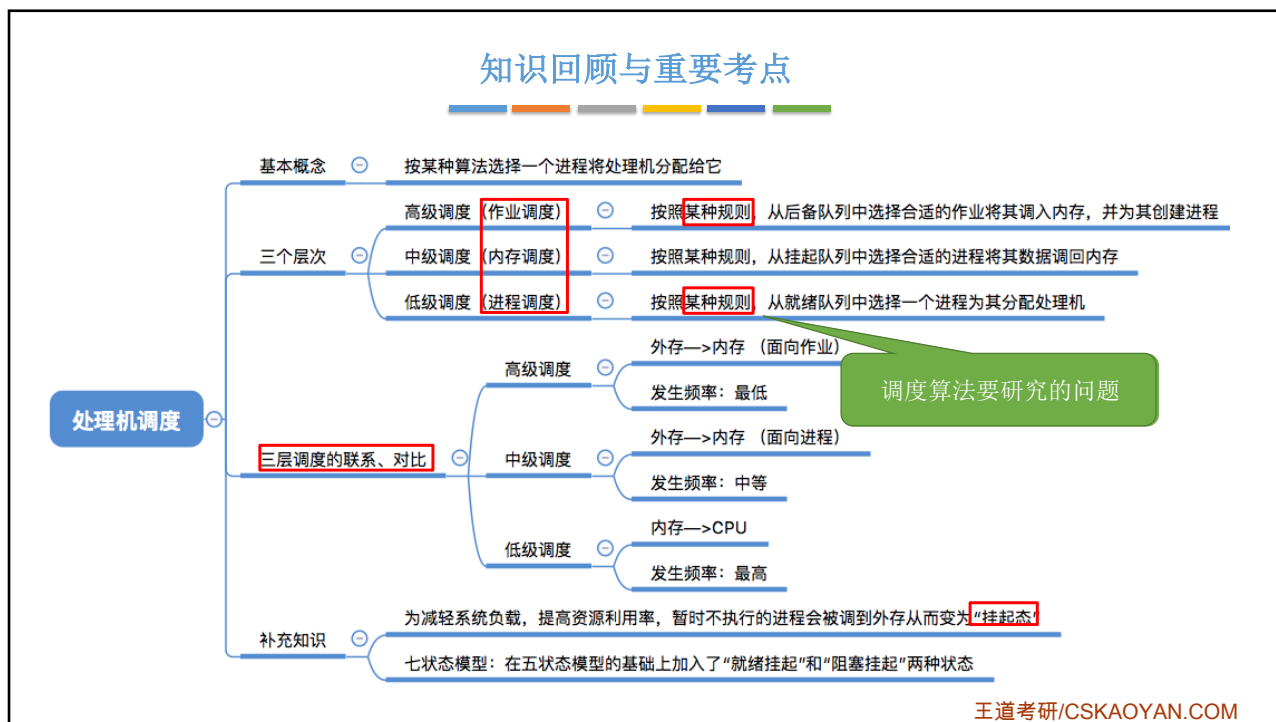 知识回顾与重要考点
基本概念
按某种算法选择一个进程将处理机分配给它
高级调度（作业调度）
按照某种规则，从后备队列中选择合适的作业将其调入内存，并为其创建进程
三个层次
中级调度（内存调度）
按照某种规则，从挂起队列中选择合适的进程将其数据调回内存
低级调度（进程调度）
按照某种规则，从就绪队列中选择一个进程为其分配处理机
调度算法要研究的问题
处理机调度
三层调度的联系、对比
高级调度
外存—>内存 （面向作业）
发生频率：最低
中级调度
外存—>内存 （面向进程）
发生频率：中等
低级调度
内存—>CPU
发生频率：最高
补充知识
为减轻系统负载，提高资源利用率，暂时不执行的进程会被调到外存从而变为“挂起态”
七状态模型：在五状态模型的基础上加入了“就绪挂起”和“阻塞挂起”两种状态
王道考研/CSKAOYAN.COM